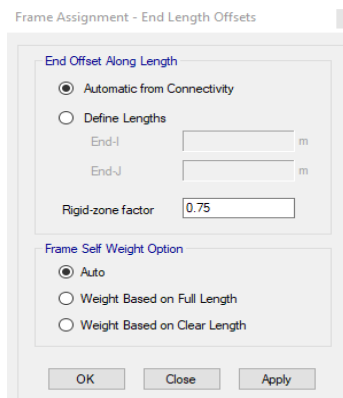 Frame Assignment - End Length Offsets
End Offset Along Length
Automatic from Connectivity
Define Lengths
End-I m
End-J m
Rigid-zone factor 0.75
Frame Self Weight Option
Auto
Weight Based on Full Length
Weight Based on Clear Length
OK Close Apply